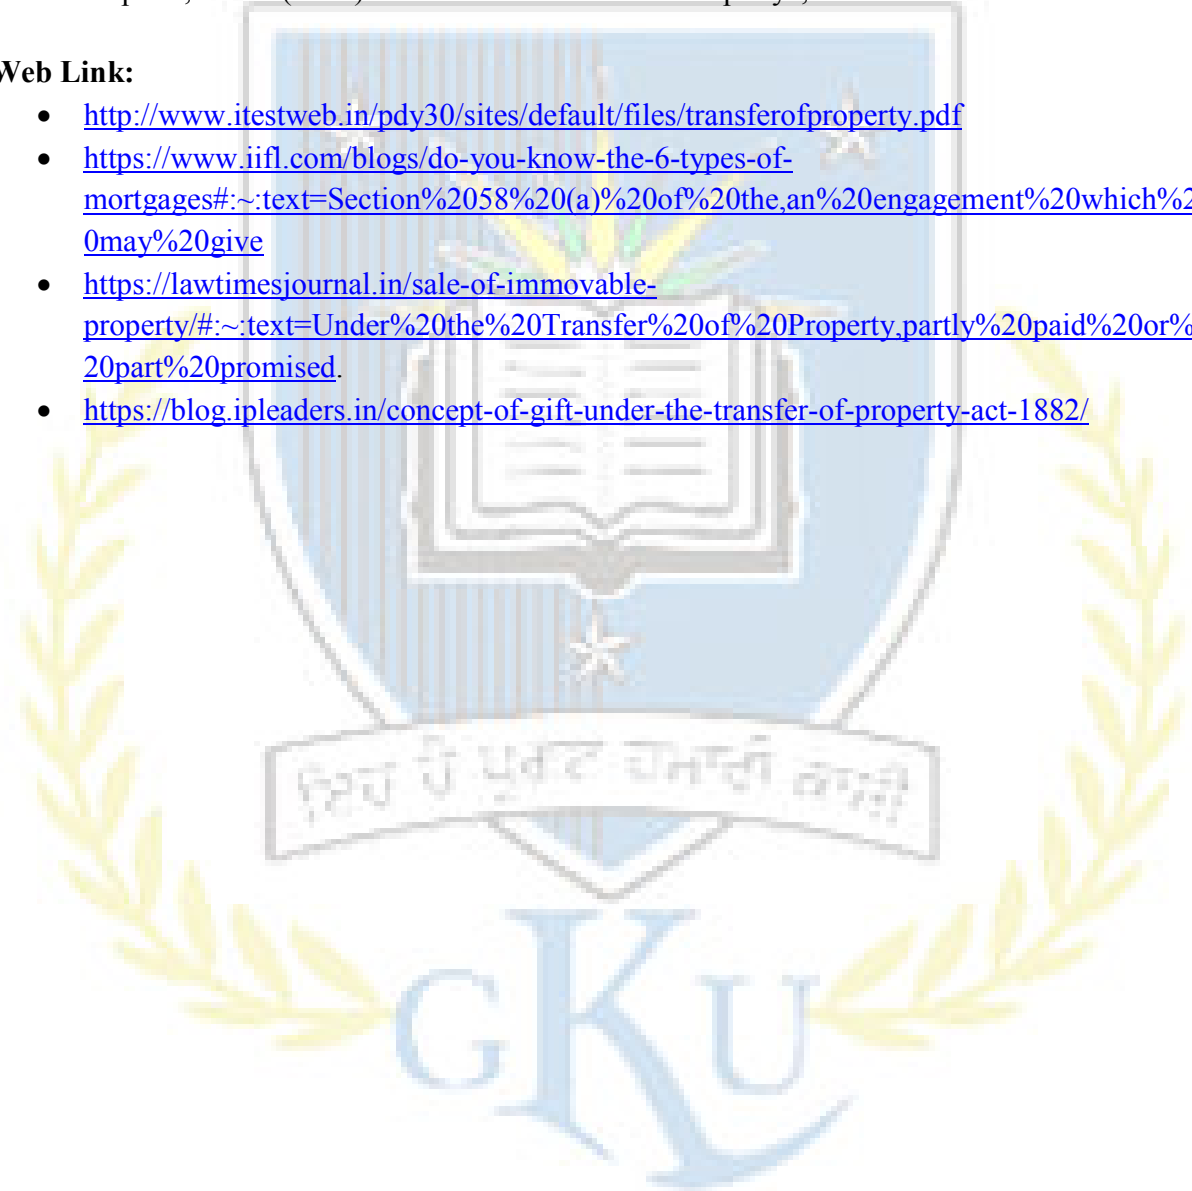 Web Link:
• http://www.itestweb.in/pdy30/sites/default/files/transferofproperty.pdf
• https://www.iifl.com/blogs/do-you-know-the-6-types-of-
mortgages#:~:text=Section%2058%20(a)%20of%20the,an%20engagement%20which%2
0may%20give
• https://lawtimesjournal.in/sale-of-immovable-
property/#:~:text=Under%20the%20Transfer%20of%20Property,partly%20paid%20or%
20part%20promised.
• https://blog.ipleaders.in/concept-of-gift-under-the-transfer-of-property-act-1882/
GKU